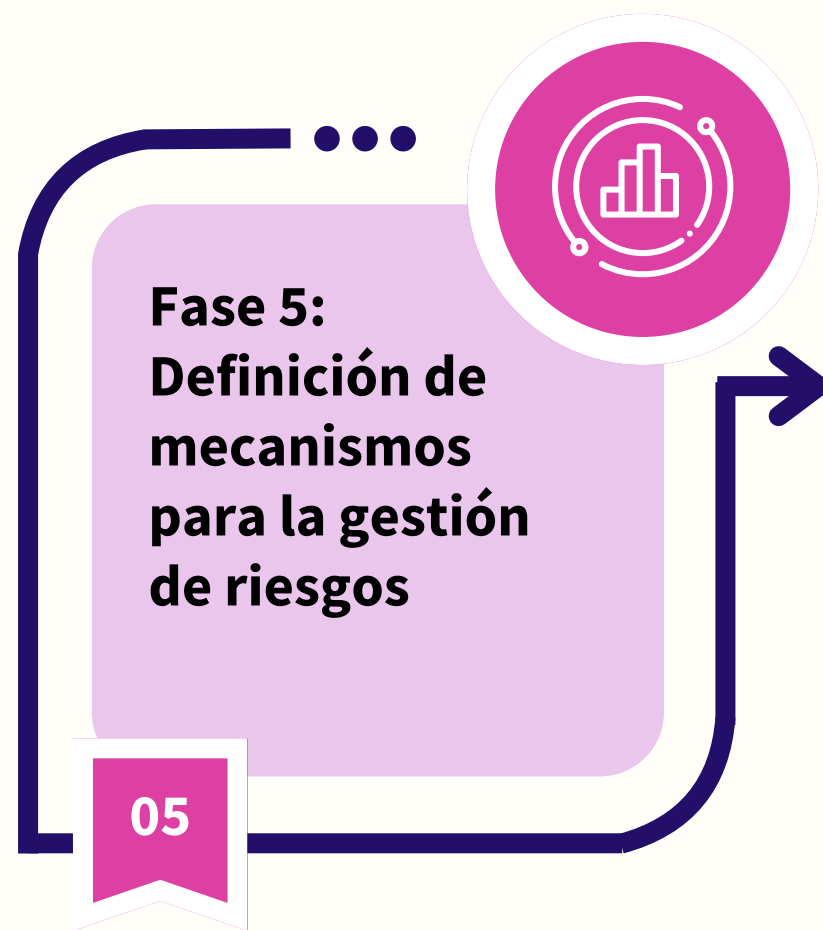 Fase 5:
Definición de
mecanismos
para la gestión
de riesgos
05